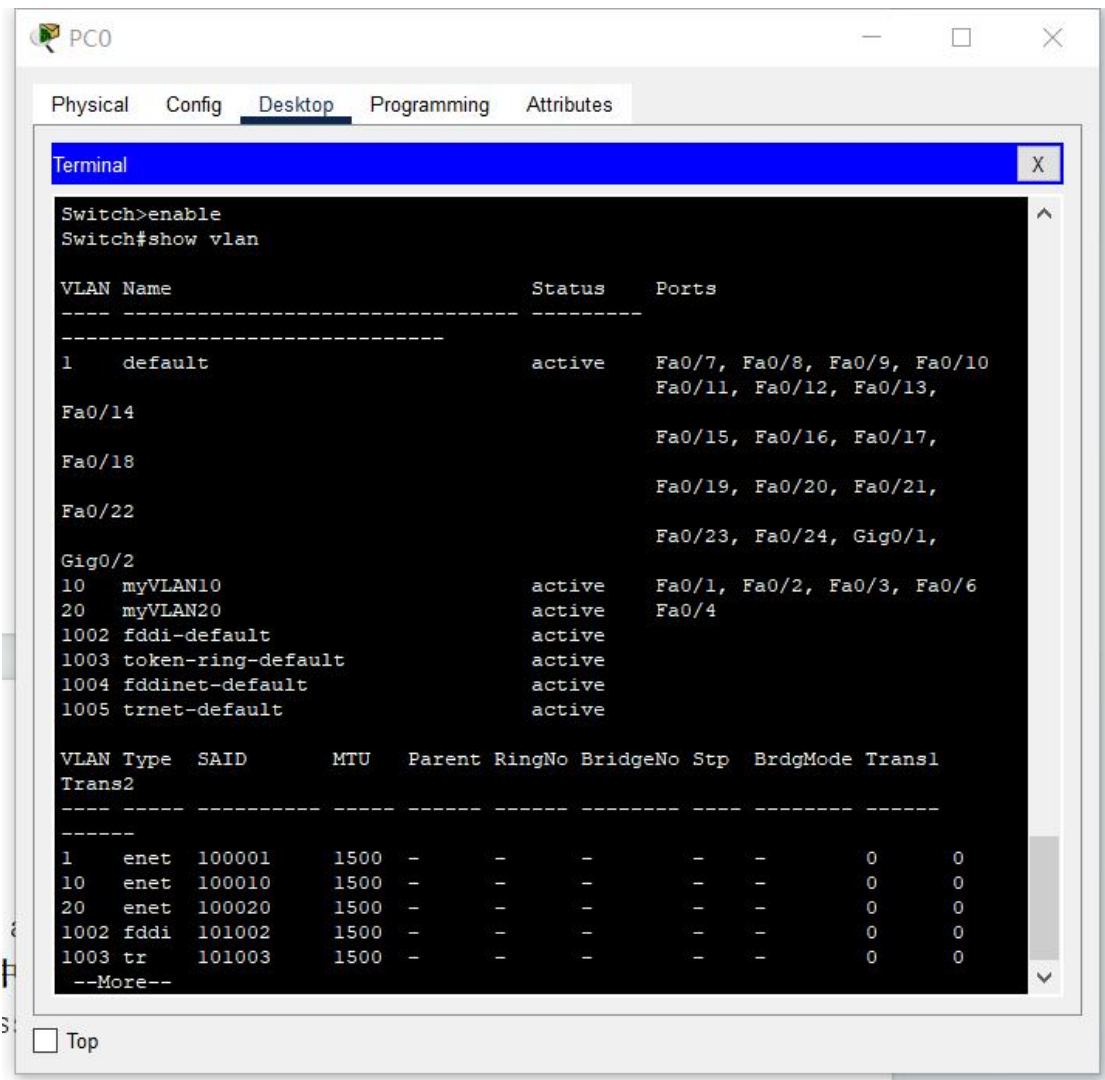 PC0
Physical Config Desktop Programming Attributes
Terminal
X
Switch>enable
Switch#show vlan
VLAN Name Status Ports
---- -------------------------------- ---------
-------------------------------
1 default active Fa0/7, Fa0/8, Fa0/9, Fa0/10
Fa0/11, Fa0/12, Fa0/13,
Fa0/14
Fa0/15, Fa0/16, Fa0/17,
Fa0/18
Fa0/19, Fa0/20, Fa0/21,
Fa0/22
Fa0/23, Fa0/24, Gig0/1,
Gig0/2
10 myVLAN10 active Fa0/1, Fa0/2, Fa0/3, Fa0/6
20 myVLAN20 active Fa0/4
1002 fddi-default active
1003 token-ring-default active
1004 fddinet-default active
1005 trnet-default active
VLAN Type SAID MTU Parent RingNo BridgeNo Stp BrdgMode Trans1
Trans2
---- ----- ---------- ----- ------ ------ -------- ---- -------- ------
------
1 enet 100001 1500 - - - - - 0 0
10 enet 100010 1500 - - - - - 0 0
20 enet 100020 1500 - - - - - 0 0
1002 fddi 101002 1500 - - - - - 0 0
1003 tr 101003 1500 - - - - - 0 0
--More--
Top